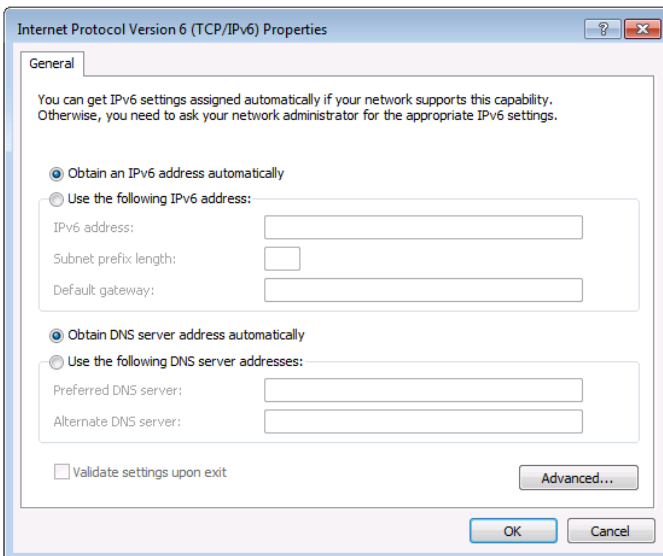 Internet Protocol Version 6 (TCP/IPv6) Properties
General
You can get IPv6 settings assigned automatically if your network supports this capability.
Otherwise, you need to ask your network administrator for the appropriate IPv6 settings.
Obtain an IPv6 address automatically
Use the following IPv6 address:
IPv6 address:
Subnet prefix length:
Default gateway:
Obtain DNS server address automatically
Use the following DNS server addresses:
Preferred DNS server:
Alternate DNS server:
Validate settings upon exit
Advanced...
OK Cancel